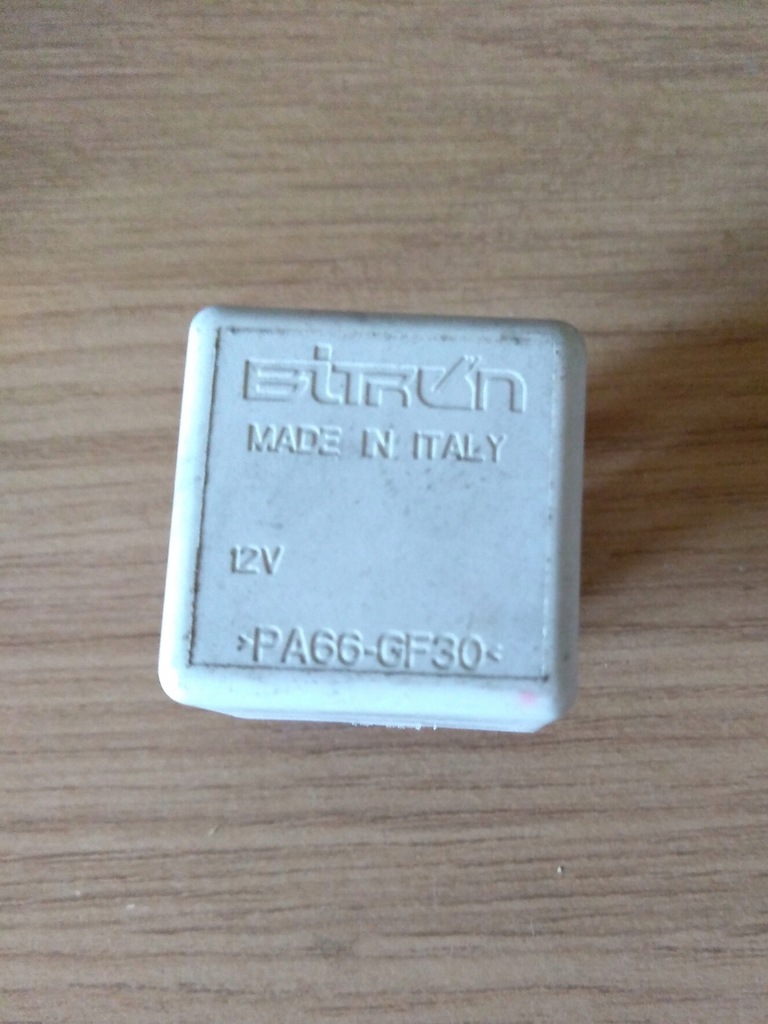 BiTRON
MADE IN ITALY
12V
>PA66-GF30<